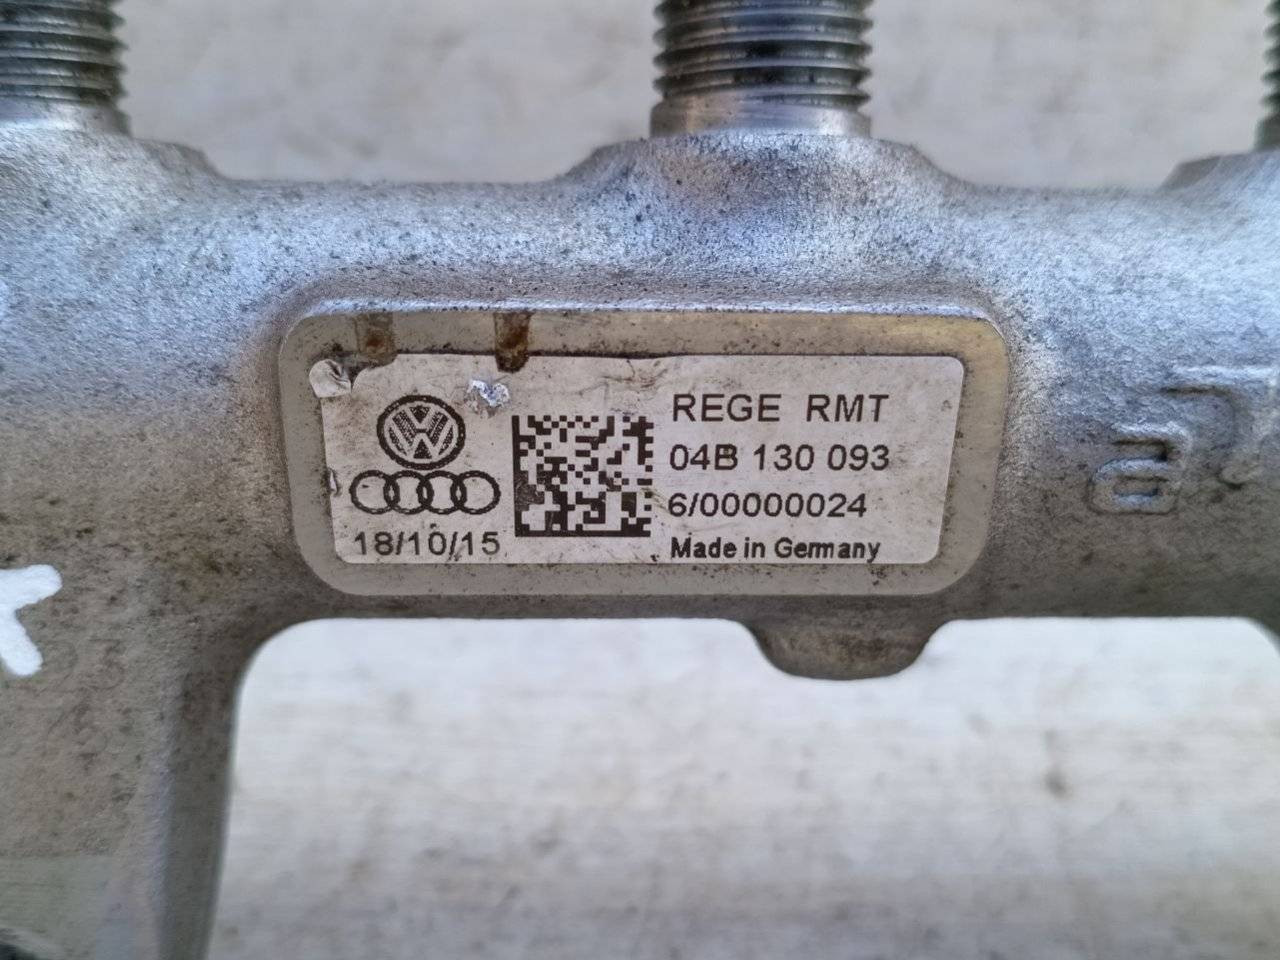 REGE RMT
04B 130 093
6/00000024
Made in Germany
18/10/15